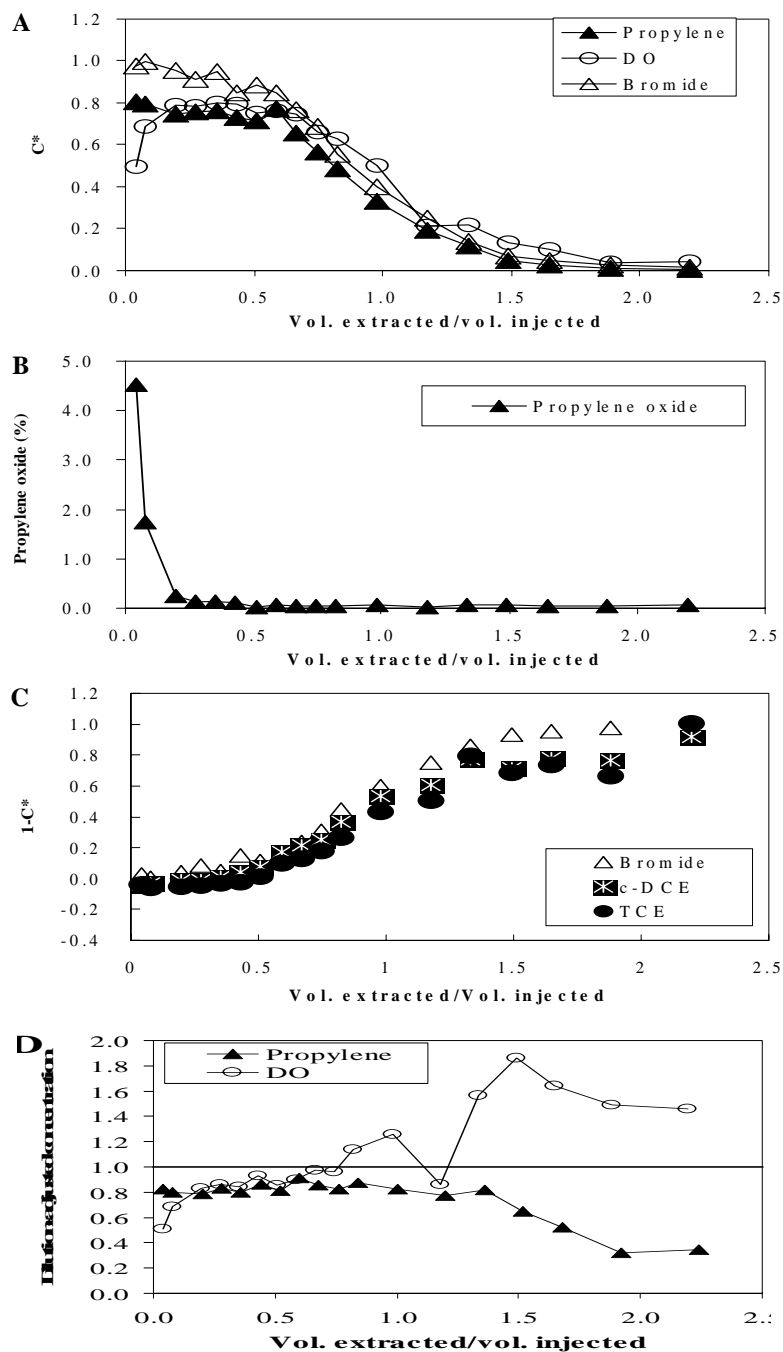 A
1.2
1.0
0.8
0.6
0.4
0.2
0.0
C*
Propylene
DO
Bromide
0.0 0.5 1.0 1.5 2.0 2.5
Vol. extracted/vol. injected
B
5.0
4.0
3.0
2.0
1.0
0.0
Propylene oxide (%)
Propylene oxide
0.0 0.5 1.0 1.5 2.0 2.5
Vol. extracted/vol. injected
C
1.2
1.0
0.8
0.6
0.4
0.2
0.0
-0.2
-0.4
1-C*
Bromide
c-DCE
TCE
0 0.5 1 1.5 2 2.5
Vol. extracted/Vol. injected
D
2.0
1.8
1.6
1.4
1.2
1.0
0.8
0.6
0.4
0.2
0.0
Propylene
DO
0.0 0.5 1.0 1.5 2.0
Vol. extracted/vol. injected